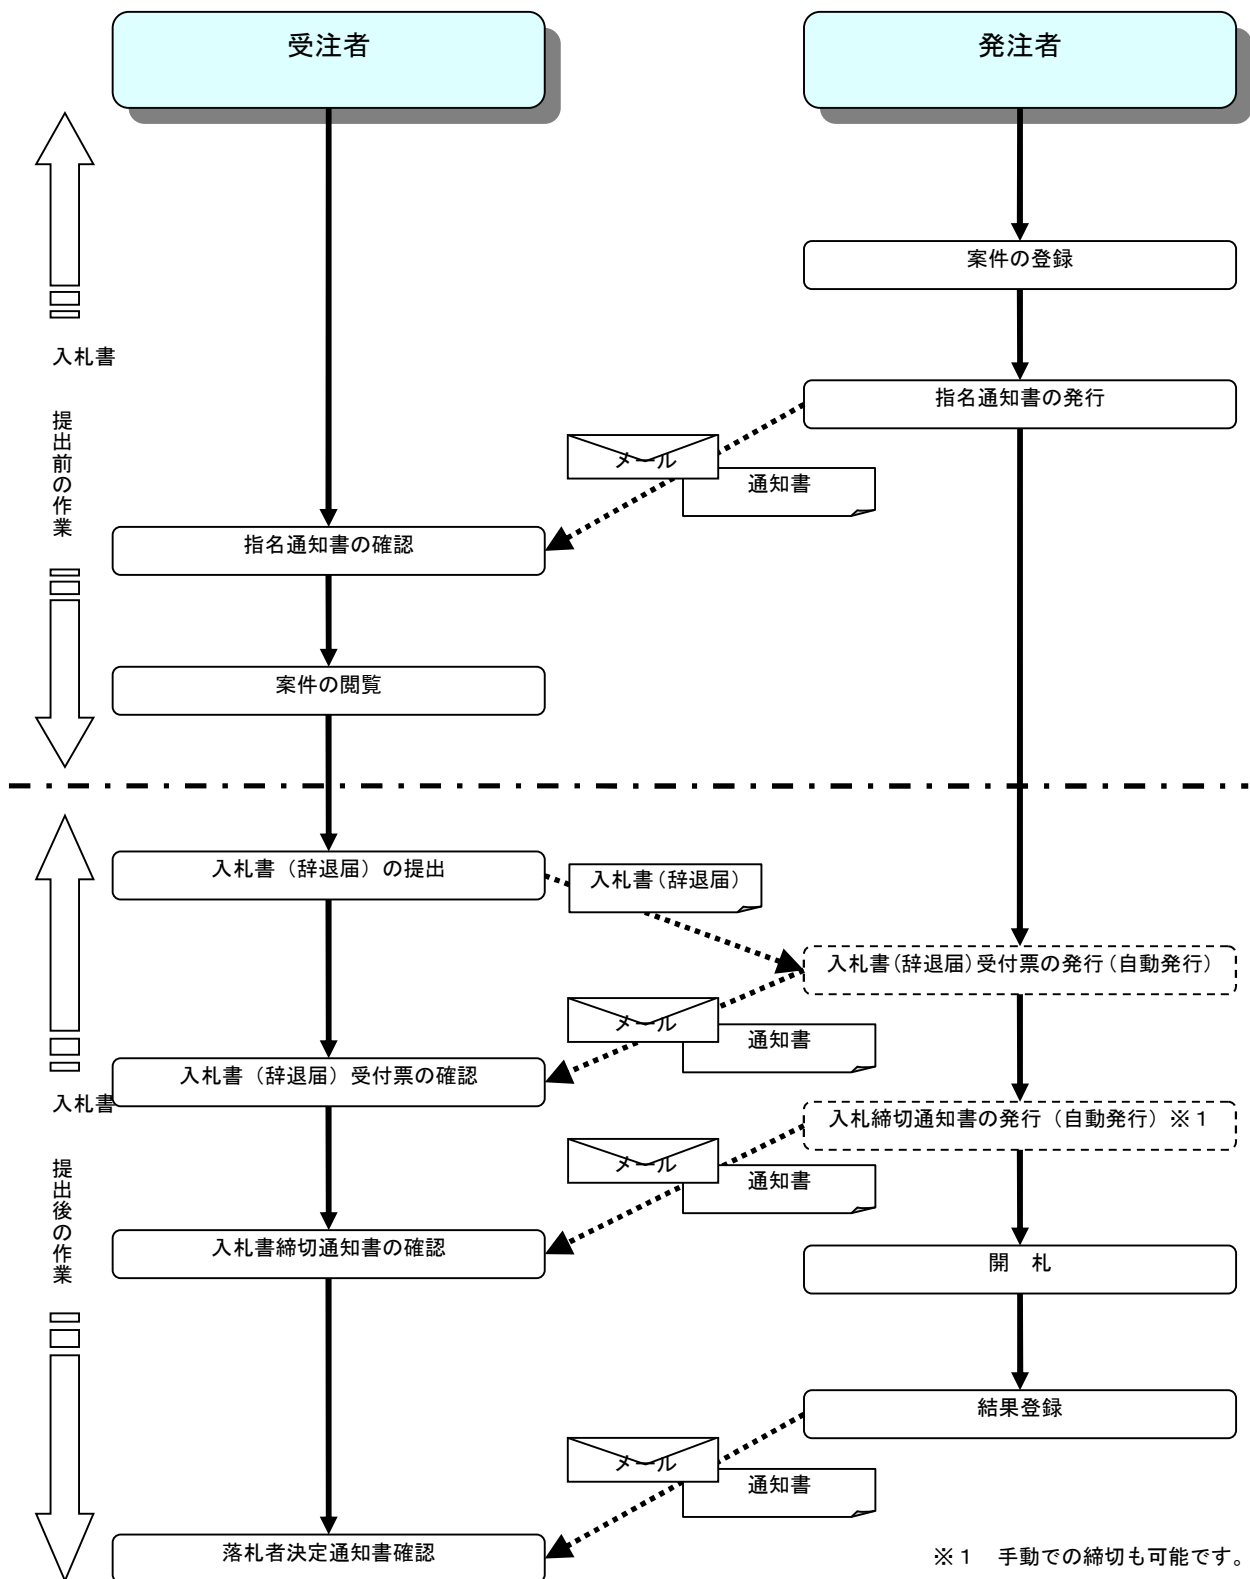 受注者
発注者
案件の登録
指名通知書の発行
入札書
提出前の作業
メール
通知書
指名通知書の確認
案件の閲覧
入札書（辞退届）の提出
入札書（辞退届）
入札書（辞退届）受付票の発行（自動発行）
メール
通知書
入札書（辞退届）受付票の確認
入札書
提出後の作業
入札締切通知書の発行（自動発行）※１
メール
通知書
入札書締切通知書の確認
開　札
結果登録
メール
通知書
落札者決定通知書確認
※１　手動での締切も可能です。